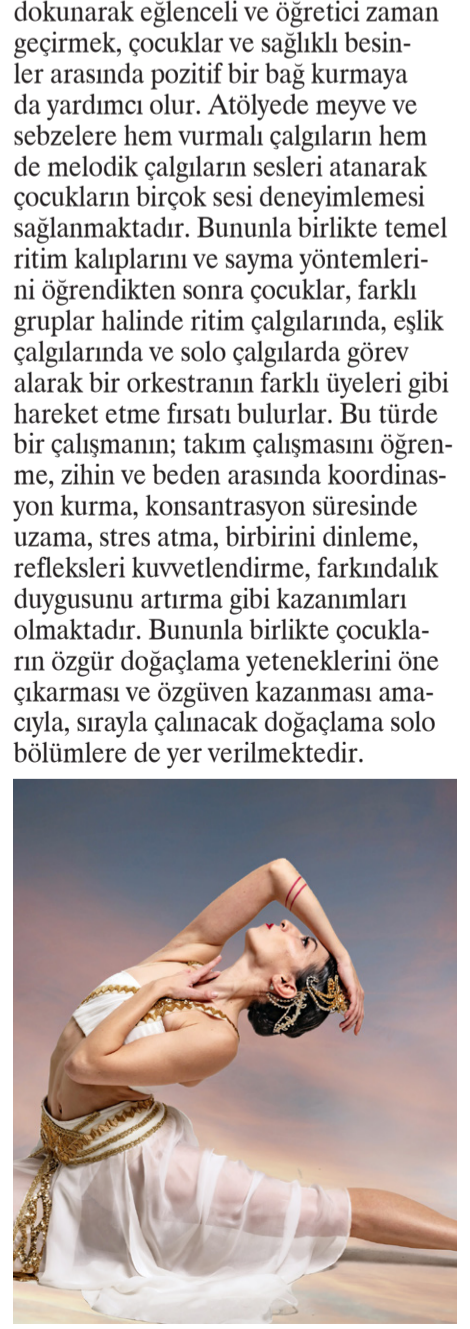 dokunarak eğlenceli ve öğretici zaman
geçirmek, çocuklar ve sağlıklı besin-
ler arasında pozitif bir bağ kurmaya
da yardımcı olur. Atölyede meyve ve
sebzelere hem vurmalı çalgıların hem
de melodik çalgıların sesleri atanarak
çocukların birçok sesi deneyimlemesi
sağlanmaktadır. Bununla birlikte temel
ritim kalıplarını ve sayma yöntemleri-
ni öğrendikten sonra çocuklar, farklı
gruplar halinde ritim çalgılarında, eşlik
çalgılarında ve solo çalgılarda görev
alarak bir orkestranın farklı üyeleri gibi
hareket etme fırsatı bulurlar. Bu türde
bir çalışmanın; takım çalışmasını öğren-
me, zihin ve beden arasında koordinas-
yon kurma, konsantrasyon süresinde
uzama, stres atma, birbirini dinleme,
refleksleri kuvvetlendirme, farkındalık
duygusunu artırma gibi kazanımları
olmaktadır. Bununla birlikte çocukla-
rın özgür doğaçlama yeteneklerini öne
çıkarması ve özgüven kazanması ama-
cıyla, sırayla çalınacak doğaçlama solo
bölümlere de yer verilmektedir.